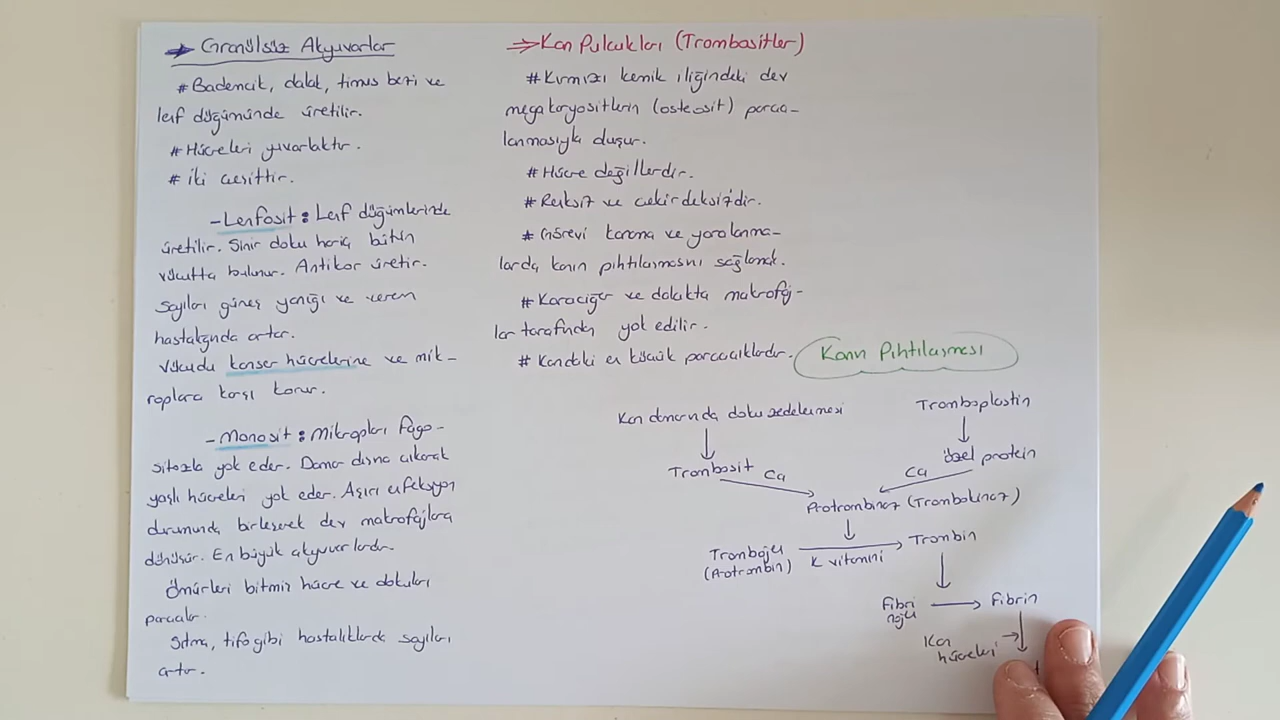 → Granülsüz Akyuvarlar
# Bademcik, dalak, timus bezi ve
lenf düğümünde üretilir.
# Hücreleri yuvarlaktır.
# İki çeşittir.
- Lenfosit : Lenf düğümlerinde
üretilir. Sinir doku hariç bütün
vücutta bulunur. Antikor üretir.
Sayıları güneş yanığı ve verem
hastalığında artar.
Vücudu kanser hücrelerine ve mik-
roplara karşı korur.
- Monosit : Mikropları fago-
sitozla yok eder. Damar dışına çıkarak
yaşlı hücreleri yok eder. Aşırı enfeksiyon
durumunda birleşerek dev makrofajlara
dönüşür. En büyük akyuvarlardır.
Ömürleri bitmiş hücre ve dokuları
parçalar.
Sıtma, tifo gibi hastalıklarda sayıları
artar.
⇒ Kan Pulcukları (Trombositler)
# Kırmızı kemik iliğindeki dev
megakaryositlerin (osteosit) parça-
lanmasıyla oluşur.
# Hücre değillerdir.
# Renksiz ve çekirdeksizdir.
# Görevi kanama ve yaralanma-
larda kanın pıhtılaşmasını sağlamak.
# Karaciğer ve dalakta makrofaj-
lar tarafından yok edilir.
# Kandaki en küçük parçacıklardır.
Kanın Pıhtılaşması
Kan damarında doku zedelenmesi
Tromboplastin
↓
↓
Trombosit Ca
Ca özel protein
Protrombinaz (Trombokinaz)
↓
Trombojen → Trombin
(Protrombin) K vitamini
↓
Fibri
nojen → Fibrin
Kan
hücreleri → ↓